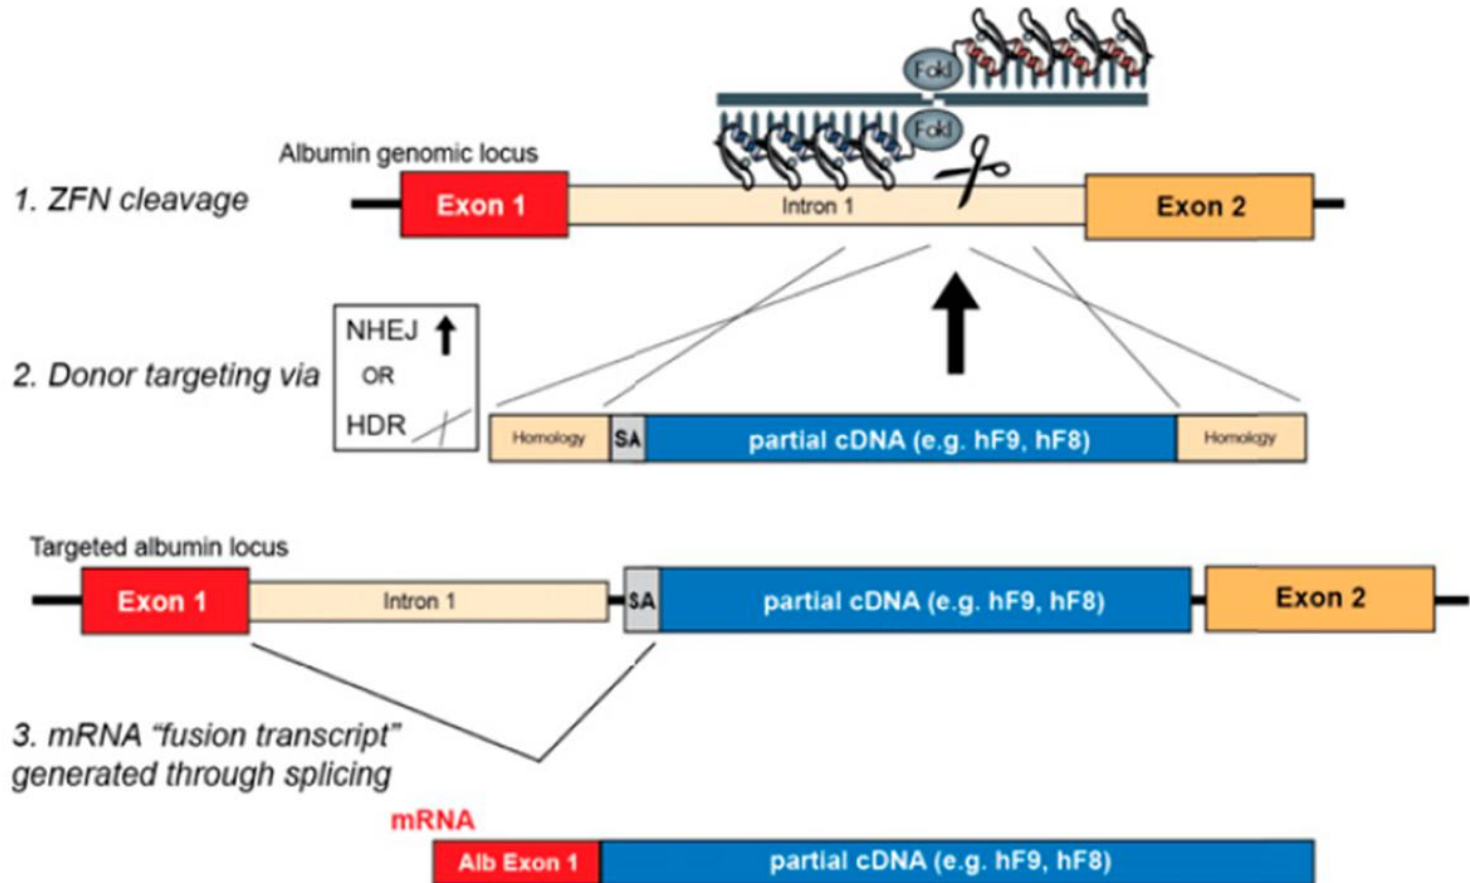 FokI
FokI
Albumin genomic locus
1. ZFN cleavage
Exon 1
Intron 1
Exon 2
NHEJ
2. Donor targeting via
OR
HDR
Homology
SA
partial cDNA (e.g. hF9, hF8)
Homology
Targeted albumin locus
Exon 1
Intron 1
SA
partial cDNA (e.g. hF9, hF8)
Exon 2
3. mRNA “fusion transcript”
generated through splicing
mRNA
Alb Exon 1
partial cDNA (e.g. hF9, hF8)